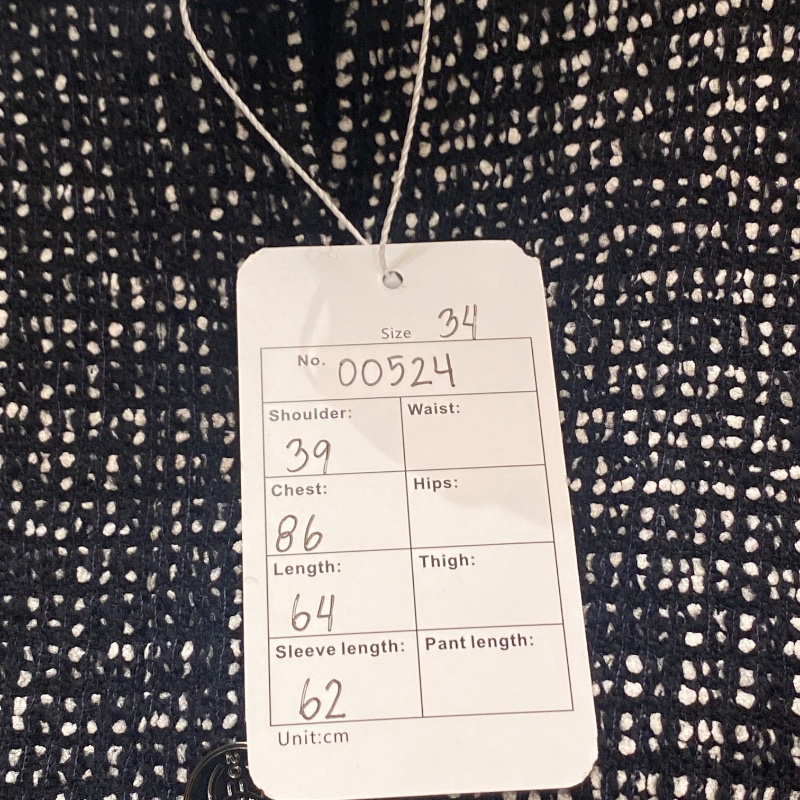 Size 34
No. 00524
Shoulder: Waist:
39
Chest: Hips:
86
Length: Thigh:
64
Sleeve length: Pant length:
62
Unit:cm